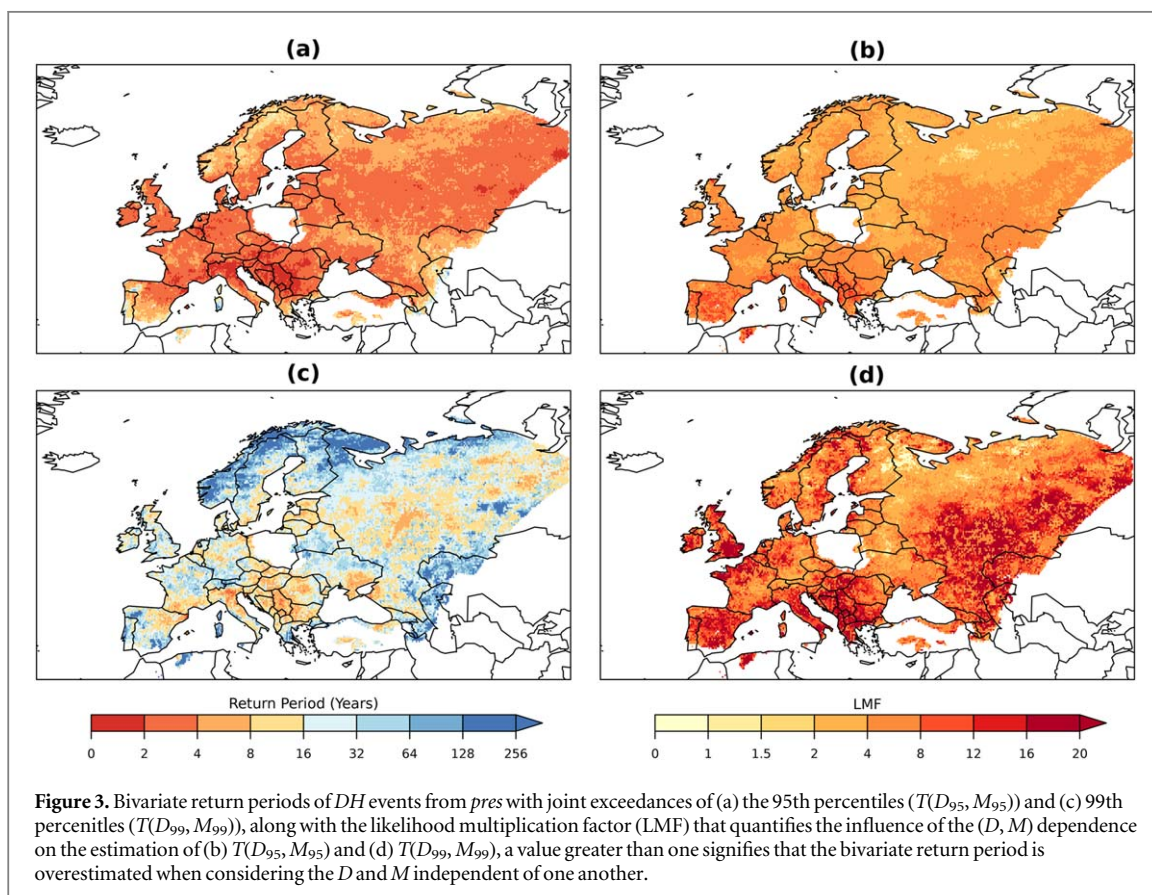 (a)
(b)
(c)
(d)
Return Period (Years)
0 2 4 8 16 32 64 128 256
LMF
0 1 1.5 2 4 8 12 16 20
Figure 3. Bivariate return periods of DH events from pres with joint exceedances of (a) the 95th percentiles (T(D₉₅, M₉₅)) and (c) 99th
percenitles (T(D₉₉, M₉₉)), along with the likelihood multiplication factor (LMF) that quantifies the influence of the (D, M) dependence
on the estimation of (b) T(D₉₅, M₉₅) and (d) T(D₉₉, M₉₉), a value greater than one signifies that the bivariate return period is
overestimated when considering the D and M independent of one another.